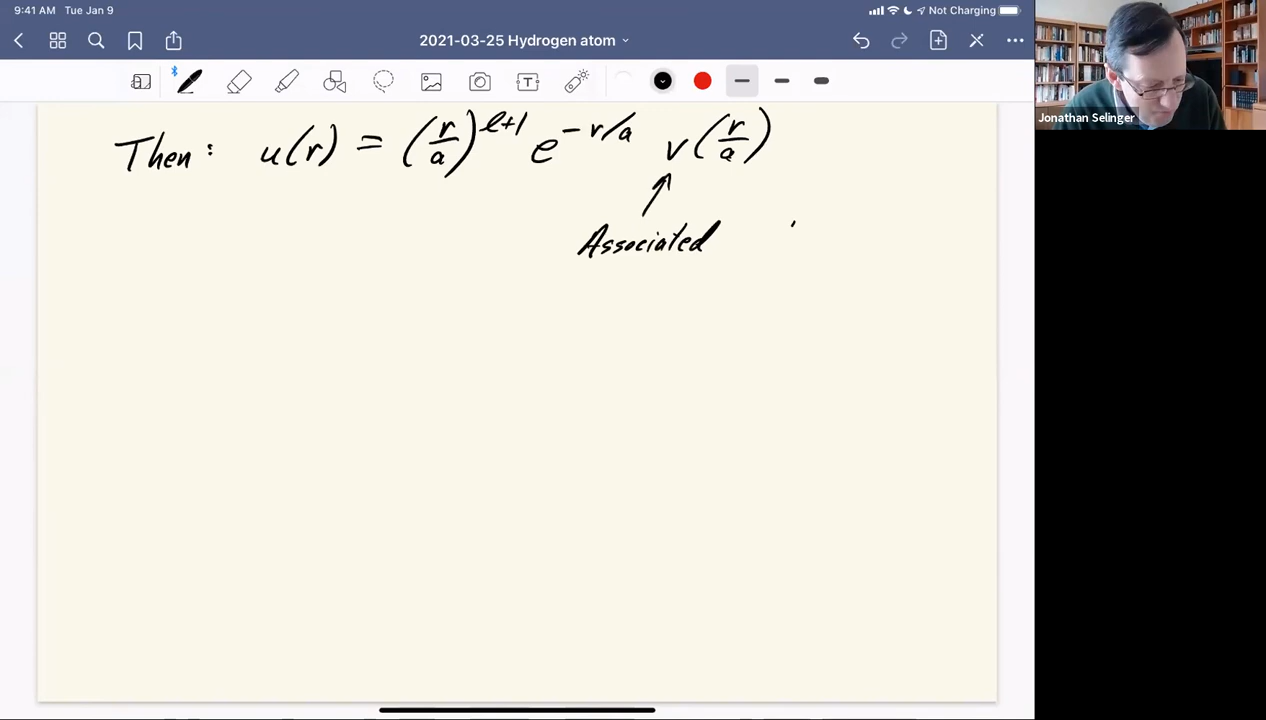 9:41 AM Tue Jan 9
Not Charging
2021-03-25 Hydrogen atom
T
Jonathan Selinger
Then : u(r) = (r/a)^{ℓ+1} e^{-r/a} v(r/a)
Associated